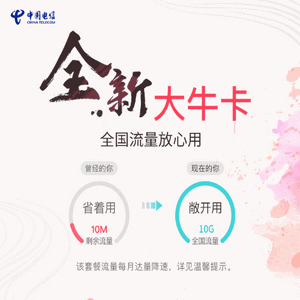 中国电信
CHINA TELECOM
全新大牛卡
全国流量放心用
曾经的你
现在的你
省着用
10M
剩余流量
敞开用
10G
全国流量
该套餐流量每月达量降速，详见温馨提示。